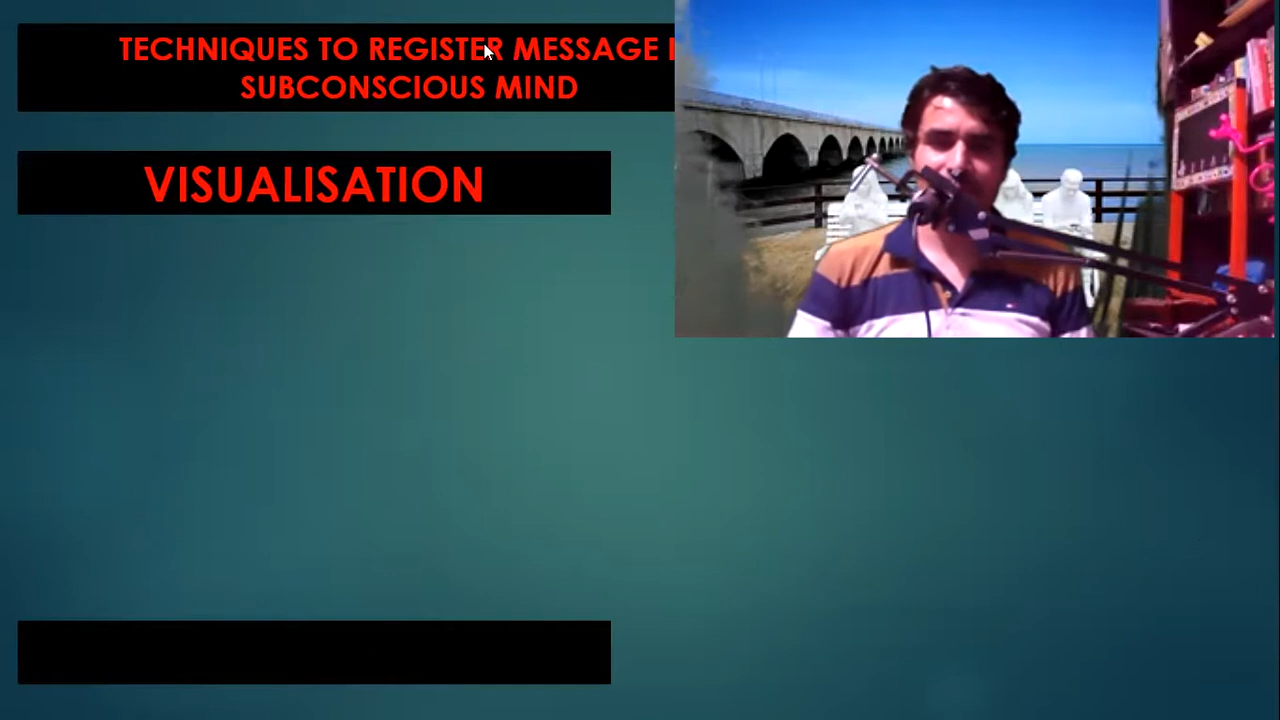 TECHNIQUES TO REGISTER MESSAGE
SUBCONSCIOUS MIND
VISUALISATION